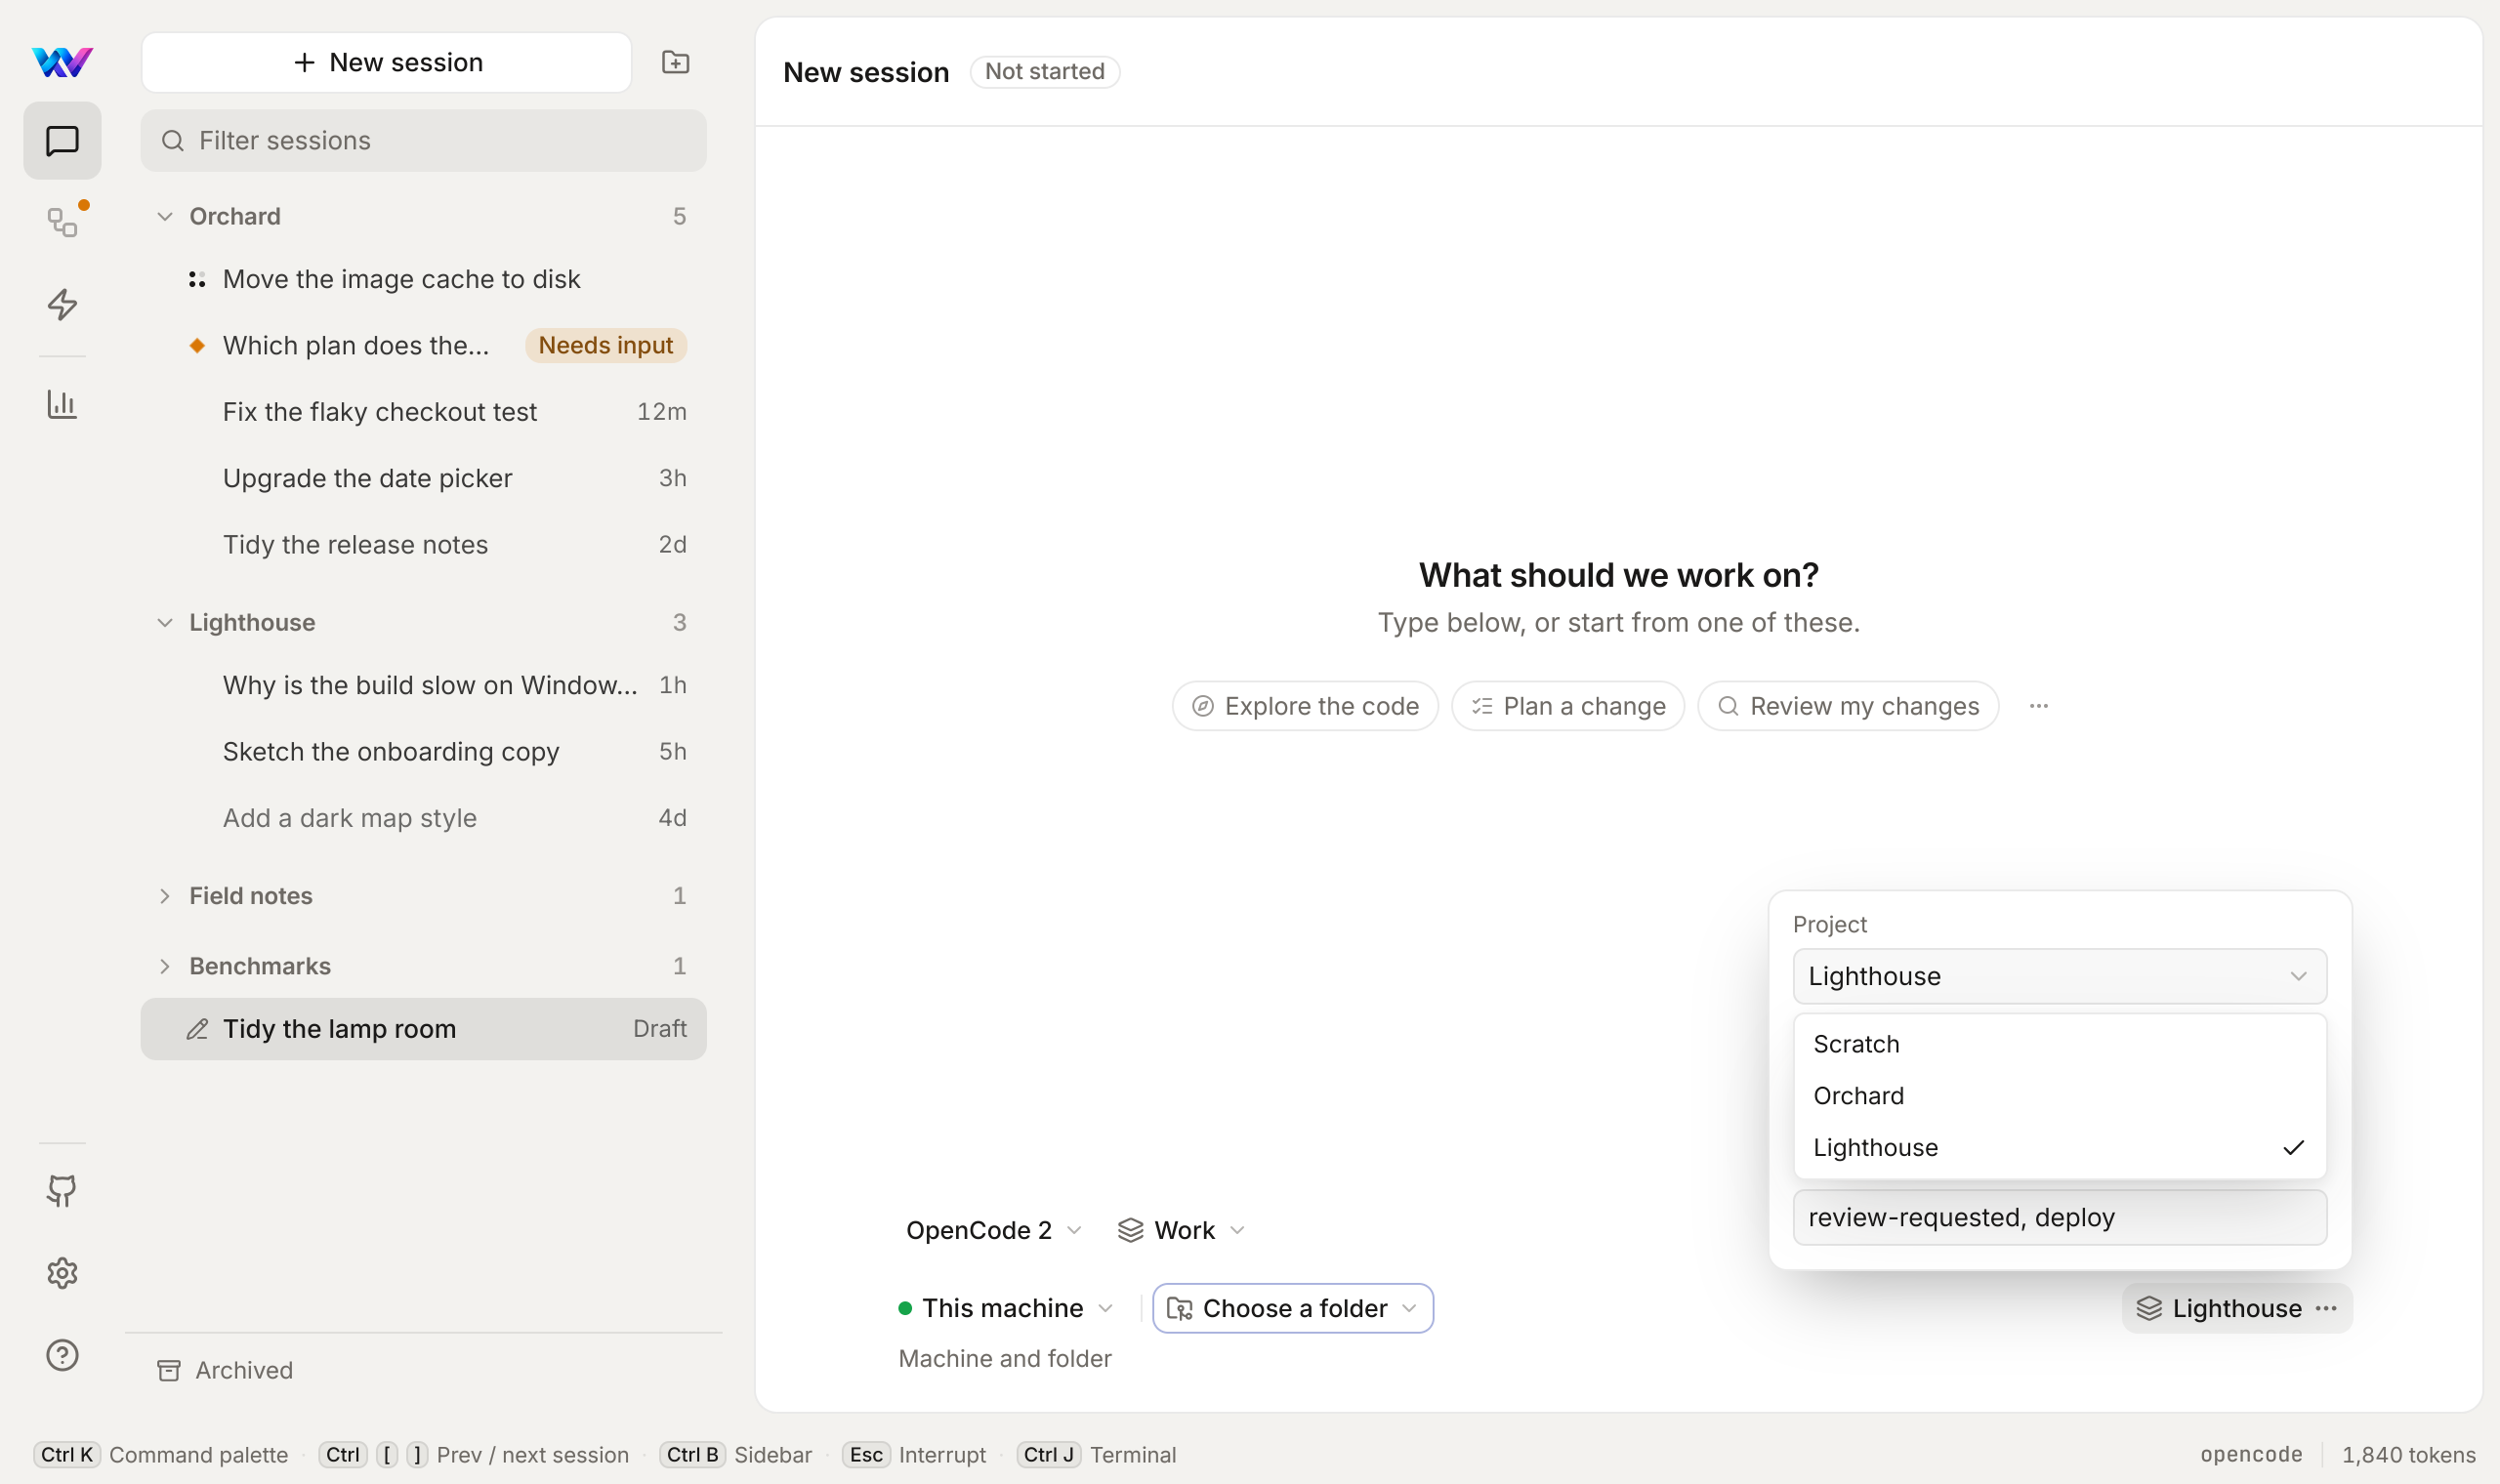 New session
Filter sessions
Orchard 5
Move the image cache to disk
Which plan does the... Needs input
Fix the flaky checkout test 12m
Upgrade the date picker 3h
Tidy the release notes 2d
Lighthouse 3
Why is the build slow on Window... 1h
Sketch the onboarding copy 5h
Add a dark map style 4d
Field notes 1
Benchmarks 1
Tidy the lamp room Draft
Archived
New session Not started
What should we work on?
Type below, or start from one of these.
Explore the code Plan a change Review my changes
Project
Lighthouse
Scratch
Orchard
Lighthouse
review-requested, deploy
OpenCode 2 Work
This machine Choose a folder Lighthouse
Machine and folder
Ctrl K Command palette Ctrl [ ] Prev / next session Ctrl B Sidebar Esc Interrupt Ctrl J Terminal opencode 1,840 tokens